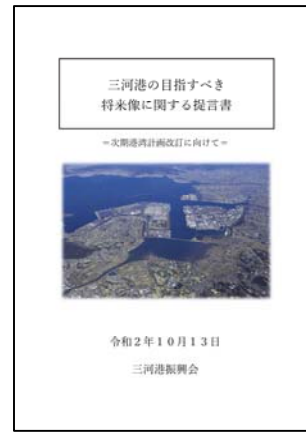 三河港の目指すべき
将来像に関する提言書
＝次期港湾計画改訂に向けて＝
令和２年１０月１３日
三河港振興会